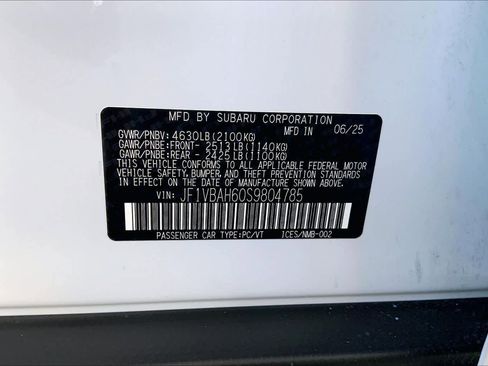 MFD BY SUBARU CORPORATION
GVWR/PNBV: 4630LB(2100KG) MFD IN 06/25
GAWR/PNBE:FRONT- 2513LB(1140KG)
GAWR/PNBE:REAR - 2425LB(1100KG)
THIS VEHICLE CONFORMS TO ALL APPLICABLE FEDERAL MOTOR
VEHICLE SAFETY, BUMPER, AND THEFT PREVENTION STANDARDS
IN EFFECT ON THE DATE OF MANUFACTURE SHOWN ABOVE.
VIN: JF1VBAH60S9804785
PASSENGER CAR TYPE:PC/VT ICES/NMB-002